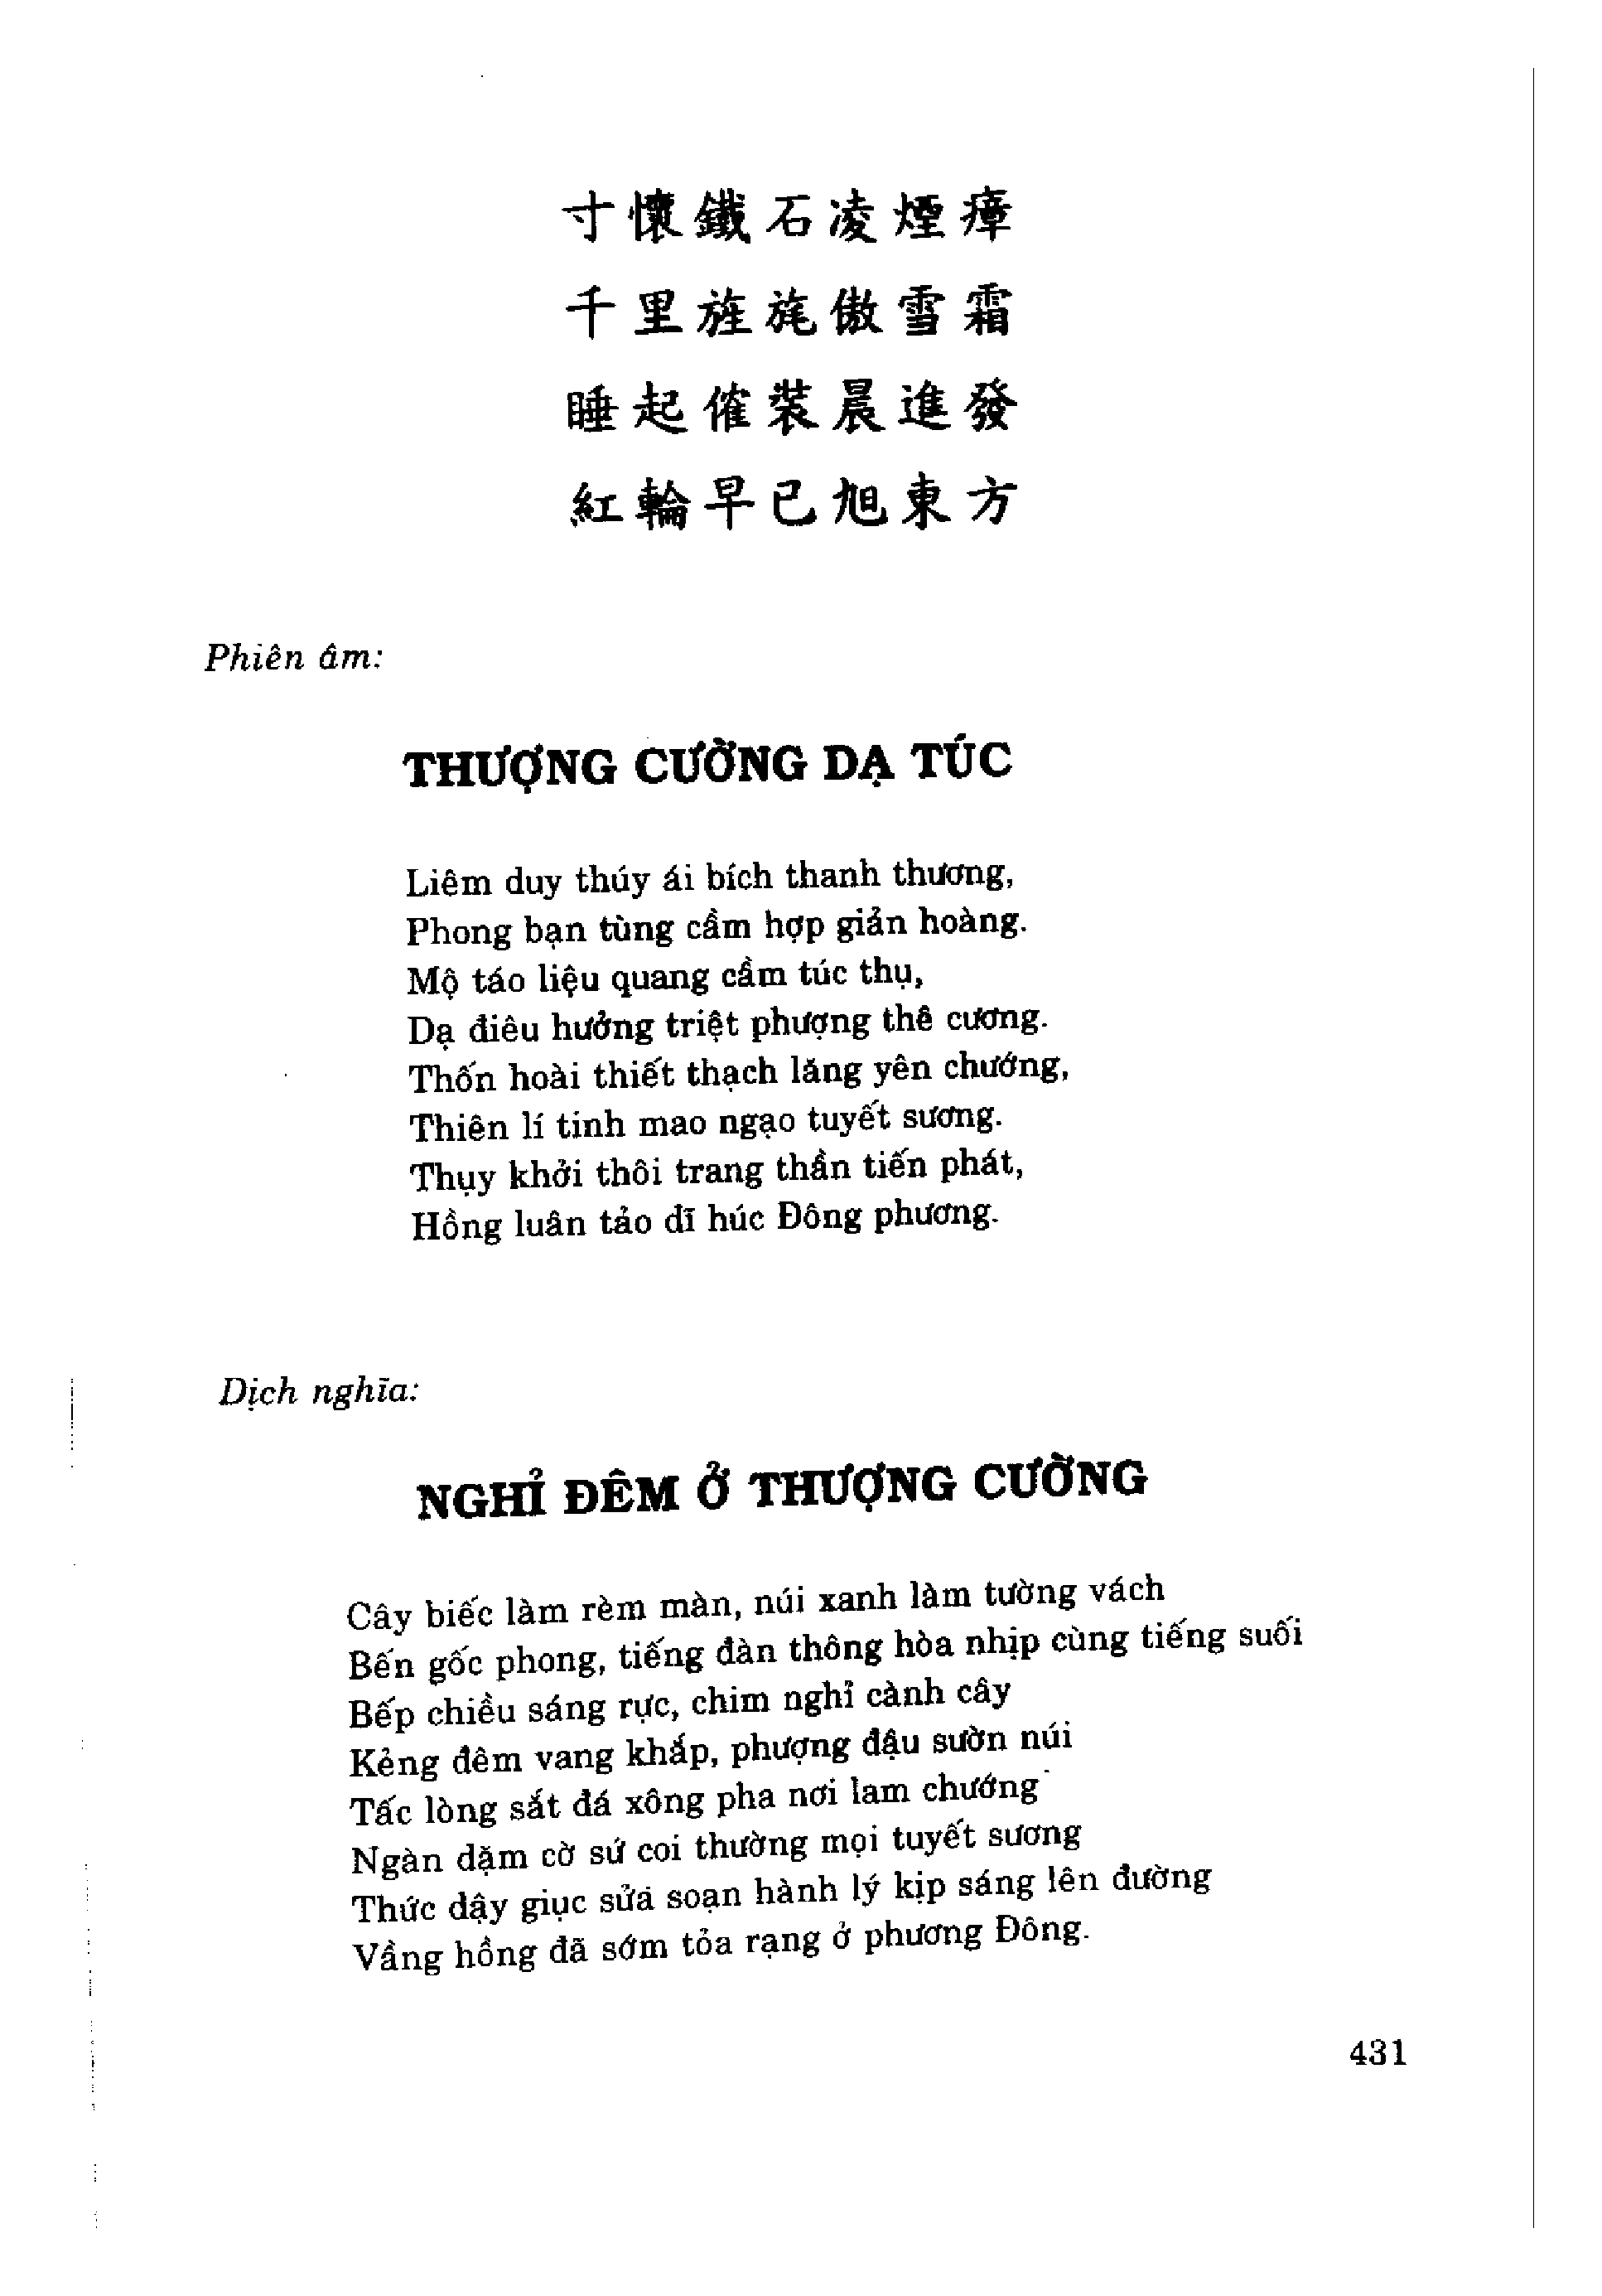 寸懷鐵石凌煙瘴
千里旌旄傲雪霜
睡起催裝晨進發
紅輪早已旭東方
Phiên âm:
THƯỢNG CƯỜNG DẠ TÚC
Liêm duy thúy ái bích thanh thương,
Phong bạn tùng cầm hợp giản hoàng.
Mộ táo liệu quang cầm túc thụ,
Dạ điêu hưởng triệt phượng thê cương.
Thốn hoài thiết thạch lăng yên chướng,
Thiên lí tinh mao ngạo tuyết sương.
Thụy khởi thôi trang thần tiến phát,
Hồng luân tảo dĩ húc Đông phương.
Dịch nghĩa:
NGHỈ ĐÊM Ở THƯỢNG CƯỜNG
Cây biếc làm rèm màn, núi xanh làm tường vách
Bến gốc phong, tiếng đàn thông hòa nhịp cùng tiếng suối
Bếp chiều sáng rực, chim nghỉ cành cây
Kẻng đêm vang khắp, phượng đậu sườn núi
Tấc lòng sắt đá xông pha nơi lam chướng
Ngàn dặm cờ sứ coi thường mọi tuyết sương
Thức dậy giục sửa soạn hành lý kịp sáng lên đường
Vầng hồng đã sớm tỏa rạng ở phương Đông.
431